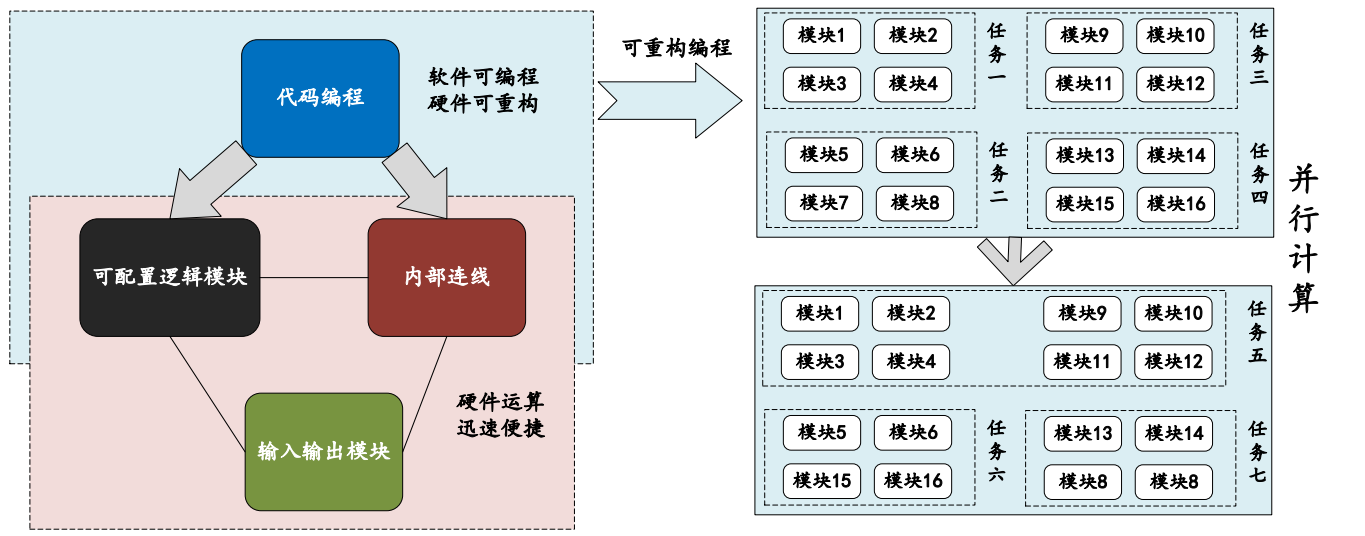 代码编程
软件可编程
硬件可重构
可配置逻辑模块
内部连线
输入输出模块
硬件运算
迅速便捷
可重构编程
模块1
模块2
模块3
模块4
任务一
模块9
模块10
模块11
模块12
任务三
模块5
模块6
模块7
模块8
任务二
模块13
模块14
模块15
模块16
任务四
模块1
模块2
模块9
模块10
模块3
模块4
模块11
模块12
任务五
模块5
模块6
模块15
模块16
任务六
模块13
模块14
模块8
模块8
任务七
并行计算